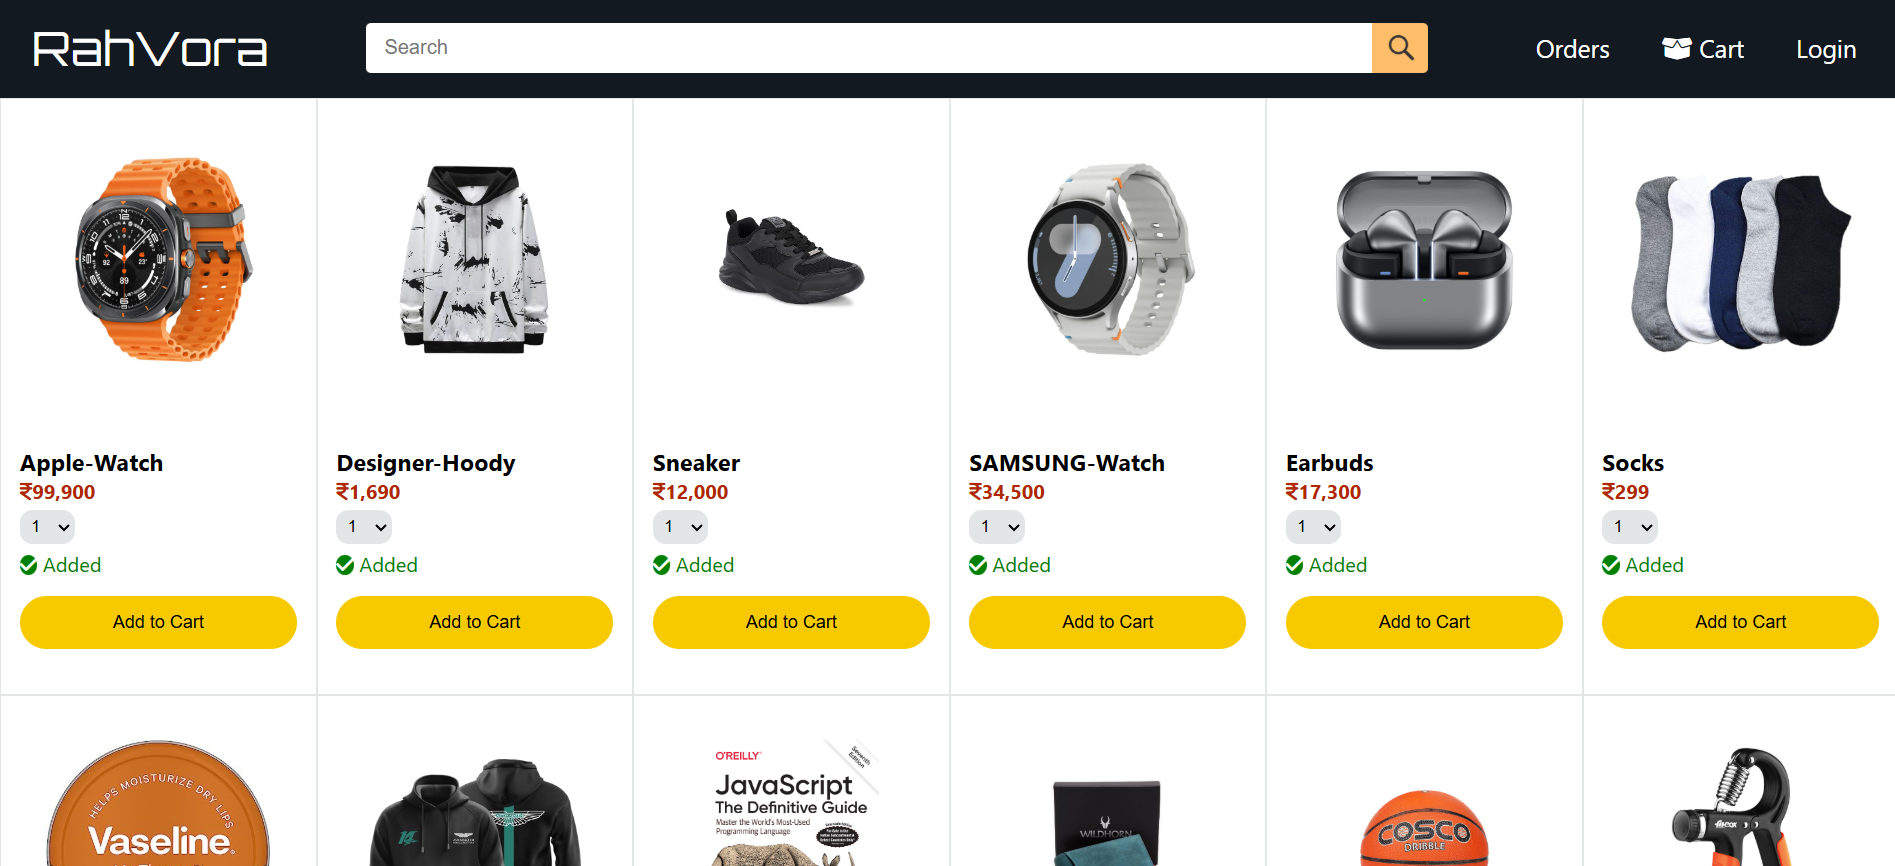 RahVora
Search
Orders
Cart
Login
Apple-Watch
₹99,900
1
Added
Add to Cart
Designer-Hoody
₹1,690
1
Added
Add to Cart
Sneaker
₹12,000
1
Added
Add to Cart
SAMSUNG-Watch
₹34,500
1
Added
Add to Cart
Earbuds
₹17,300
1
Added
Add to Cart
Socks
₹299
1
Added
Add to Cart
HELPS MOISTURIZE DRY LIPS
Vaseline
O'REILLY
Seventh
Edition
JavaScript
The Definitive Guide
Master the World's Most-Used
Programming Language
WILDHORN
COSCO
DRIBBLE